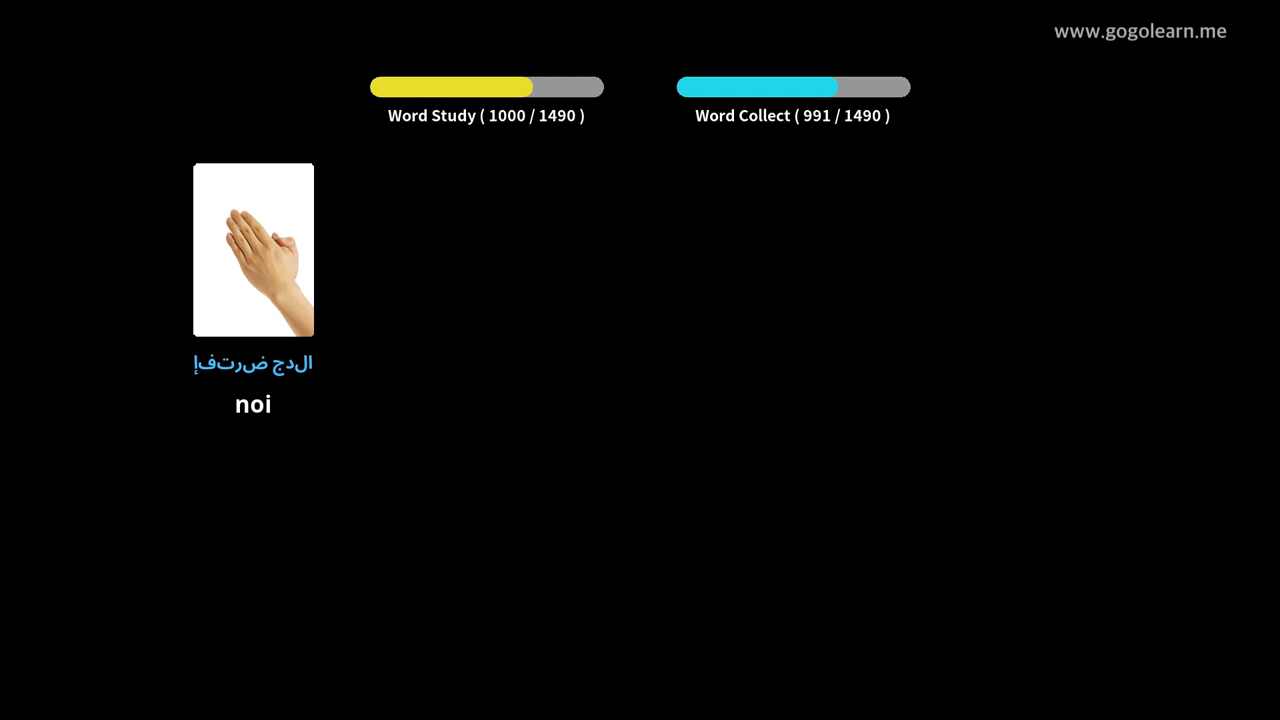 www.gogolearn.me
Word Study ( 1000 / 1490 )
Word Collect ( 991 / 1490 )
الدج ضرتفإ
noi